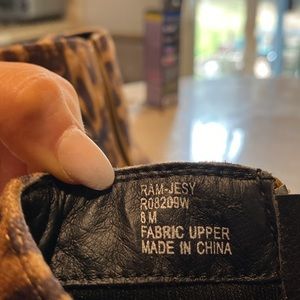 RAM-JESY
R08209W
8 M
FABRIC UPPER
MADE IN CHINA